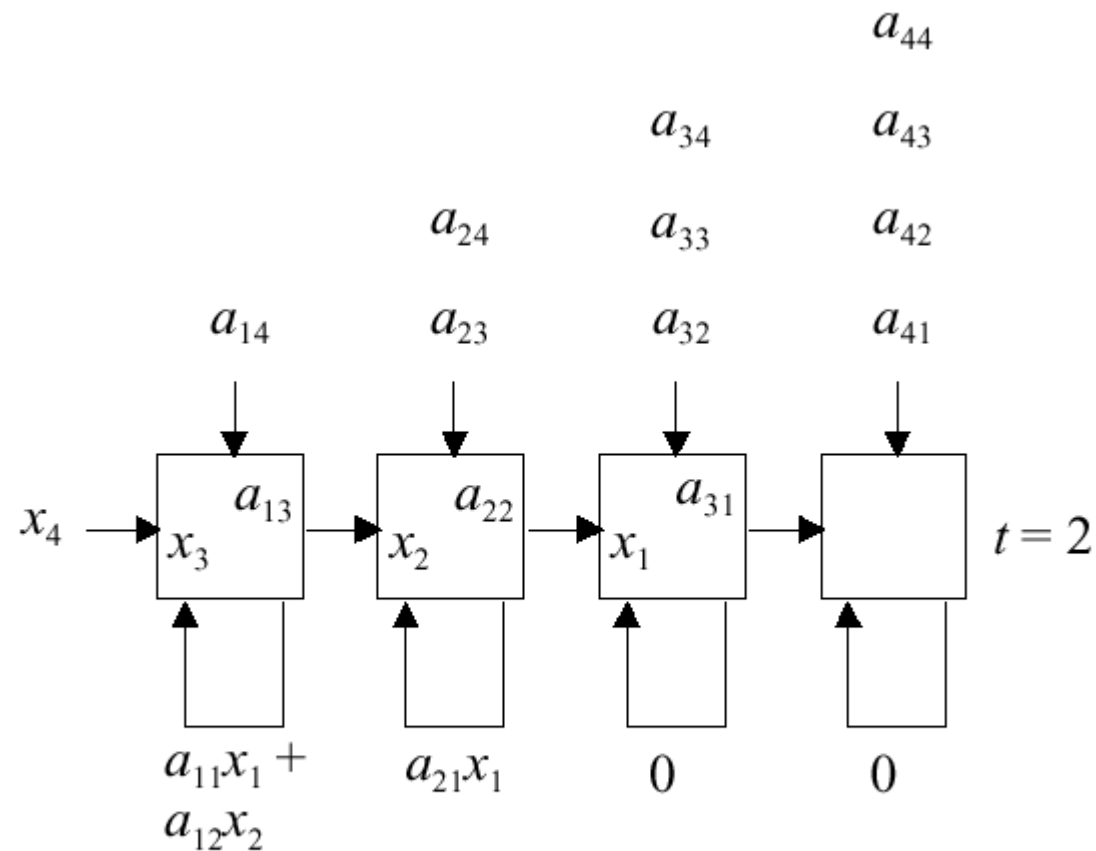 a₄₄
a₃₄ a₄₃
a₂₄ a₃₃ a₄₂
a₁₄ a₂₃ a₃₂ a₄₁
x₄ x₃ a₁₃ x₂ a₂₂ x₁ a₃₁ t = 2
a₁₁x₁ + a₂₁x₁ 0 0
a₁₂x₂